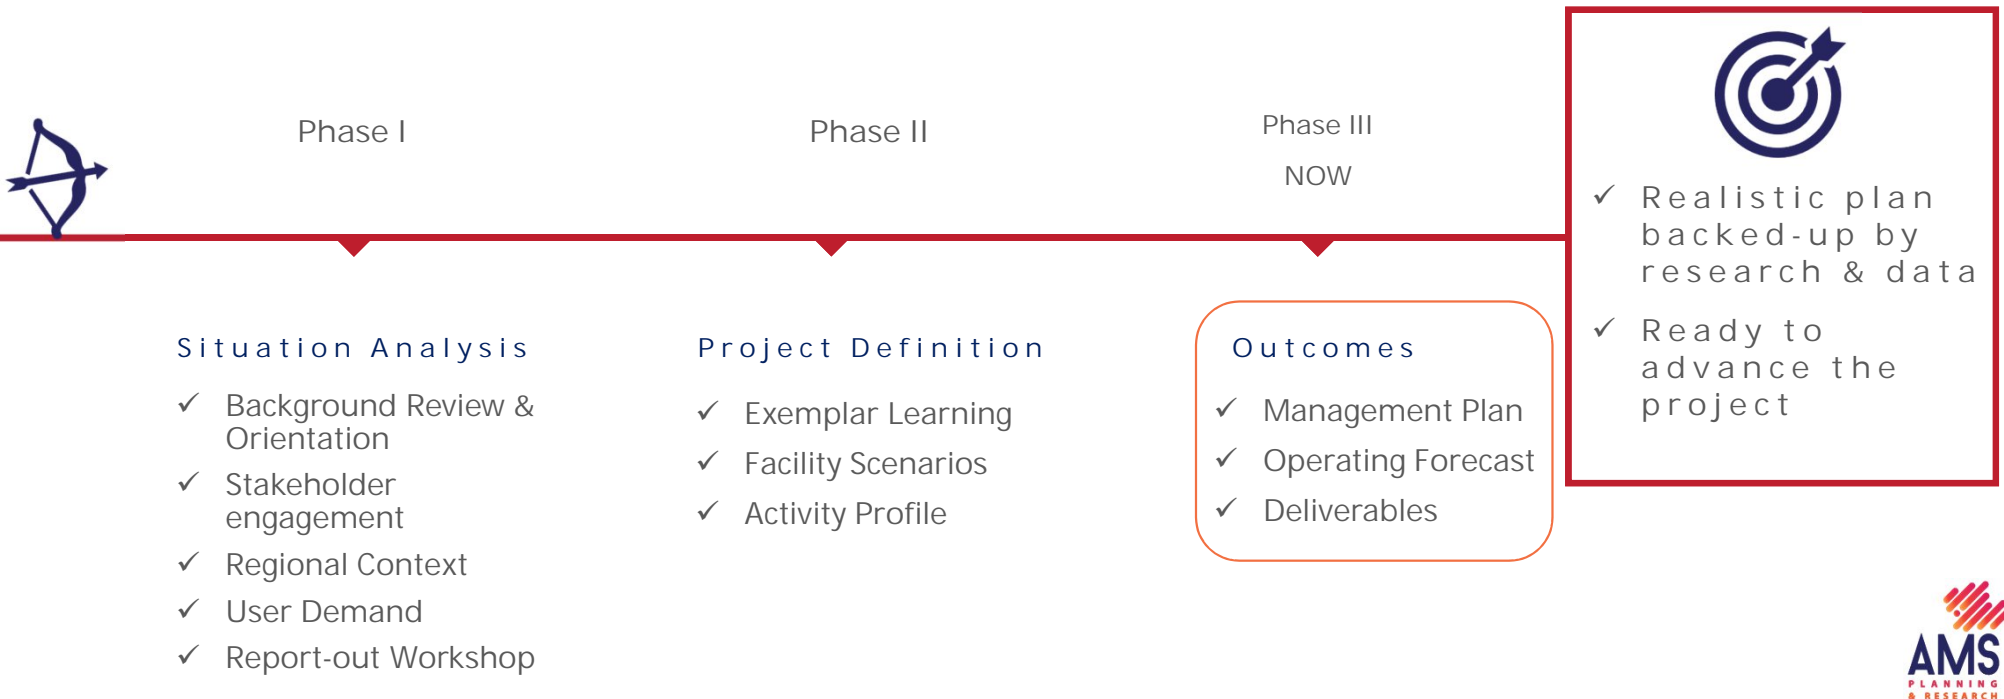 Phase I
Phase II
Phase III
NOW
Situation Analysis
✓ Background Review &
Orientation
✓ Stakeholder
engagement
✓ Regional Context
✓ User Demand
✓ Report-out Workshop
Project Definition
✓ Exemplar Learning
✓ Facility Scenarios
✓ Activity Profile
Outcomes
✓ Management Plan
✓ Operating Forecast
✓ Deliverables
✓ Realistic plan
backed-up by
research & data
✓ Ready to
advance the
project
AMS
PLANNING
& RESEARCH